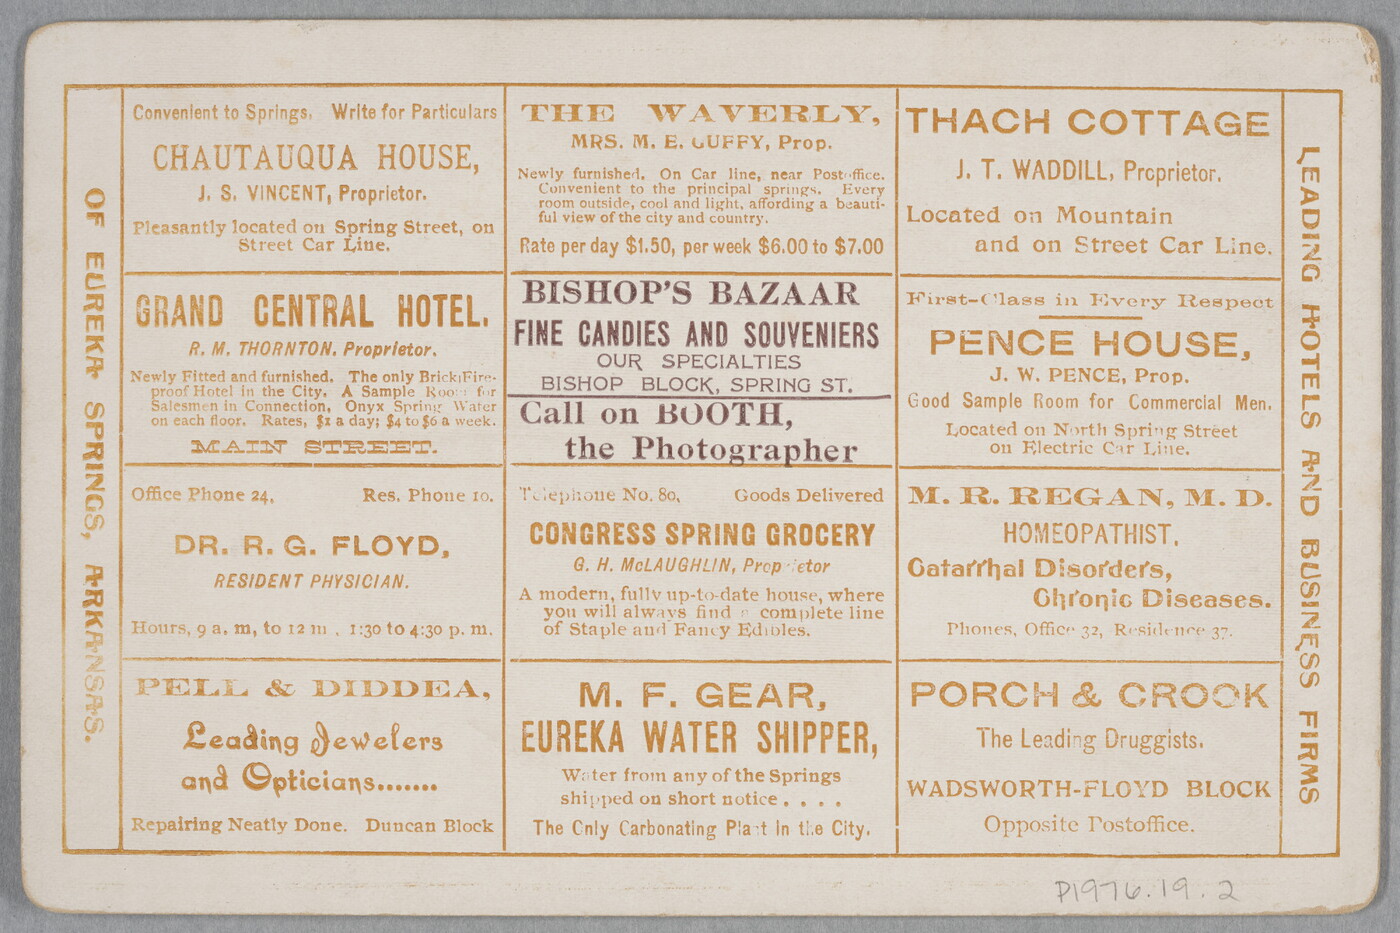 LEADING HOTELS AND BUSINESS FIRMS
OF EUREKA SPRINGS, ARKANSAS.
Convenient to Springs. Write for Particulars
CHAUTAUQUA HOUSE,
J. S. VINCENT, Proprietor.
Pleasantly located on Spring Street, on
Street Car Line.
GRAND CENTRAL HOTEL.
R. M. THORNTON. Proprietor.
Newly Fitted and furnished. The only Brick Fire-
proof Hotel in the City. A Sample Room for
Salesmen in Connection, Onyx Spring Water
on each floor. Rates, $1 a day; $4 to $6 a week.
MAIN STREET.
Office Phone 24, Res. Phone 10.
DR. R. G. FLOYD,
RESIDENT PHYSICIAN.
Hours, 9 a. m, to 12 m , 1:30 to 4:30 p. m.
PELL & DIDDEA,
Leading Jewelers
and Opticians.......
Repairing Neatly Done. Duncan Block
THE WAVERLY,
MRS. M. E. GUFFY, Prop.
Newly furnished. On Car line, near Postoffice.
Convenient to the principal springs. Every
room outside, cool and light, affording a beauti-
ful view of the city and country.
Rate per day $1.50, per week $6.00 to $7.00
BISHOP'S BAZAAR
FINE CANDIES AND SOUVENIERS
OUR SPECIALTIES
BISHOP BLOCK, SPRING ST.
Call on BOOTH,
the Photographer
Telephone No. 80, Goods Delivered
CONGRESS SPRING GROCERY
G. H. McLAUGHLIN, Proprietor
A modern, fully up-to-date house, where
you will always find a complete line
of Staple and Fancy Edibles.
M. F. GEAR,
EUREKA WATER SHIPPER,
Water from any of the Springs
shipped on short notice . . . .
The Only Carbonating Plant in the City.
THACH COTTAGE
J. T. WADDILL, Proprietor.
Located on Mountain
and on Street Car Line.
First-Class in Every Respect
PENCE HOUSE,
J. W. PENCE, Prop.
Good Sample Room for Commercial Men.
Located on North Spring Street
on Electric Car Line.
M. R. REGAN, M. D.
HOMEOPATHIST,
Catarrhal Disorders,
Chronic Diseases.
Phones, Office 32, Residence 37.
PORCH & CROOK
The Leading Druggists.
WADSWORTH-FLOYD BLOCK
Opposite Postoffice.
P1976.19.2